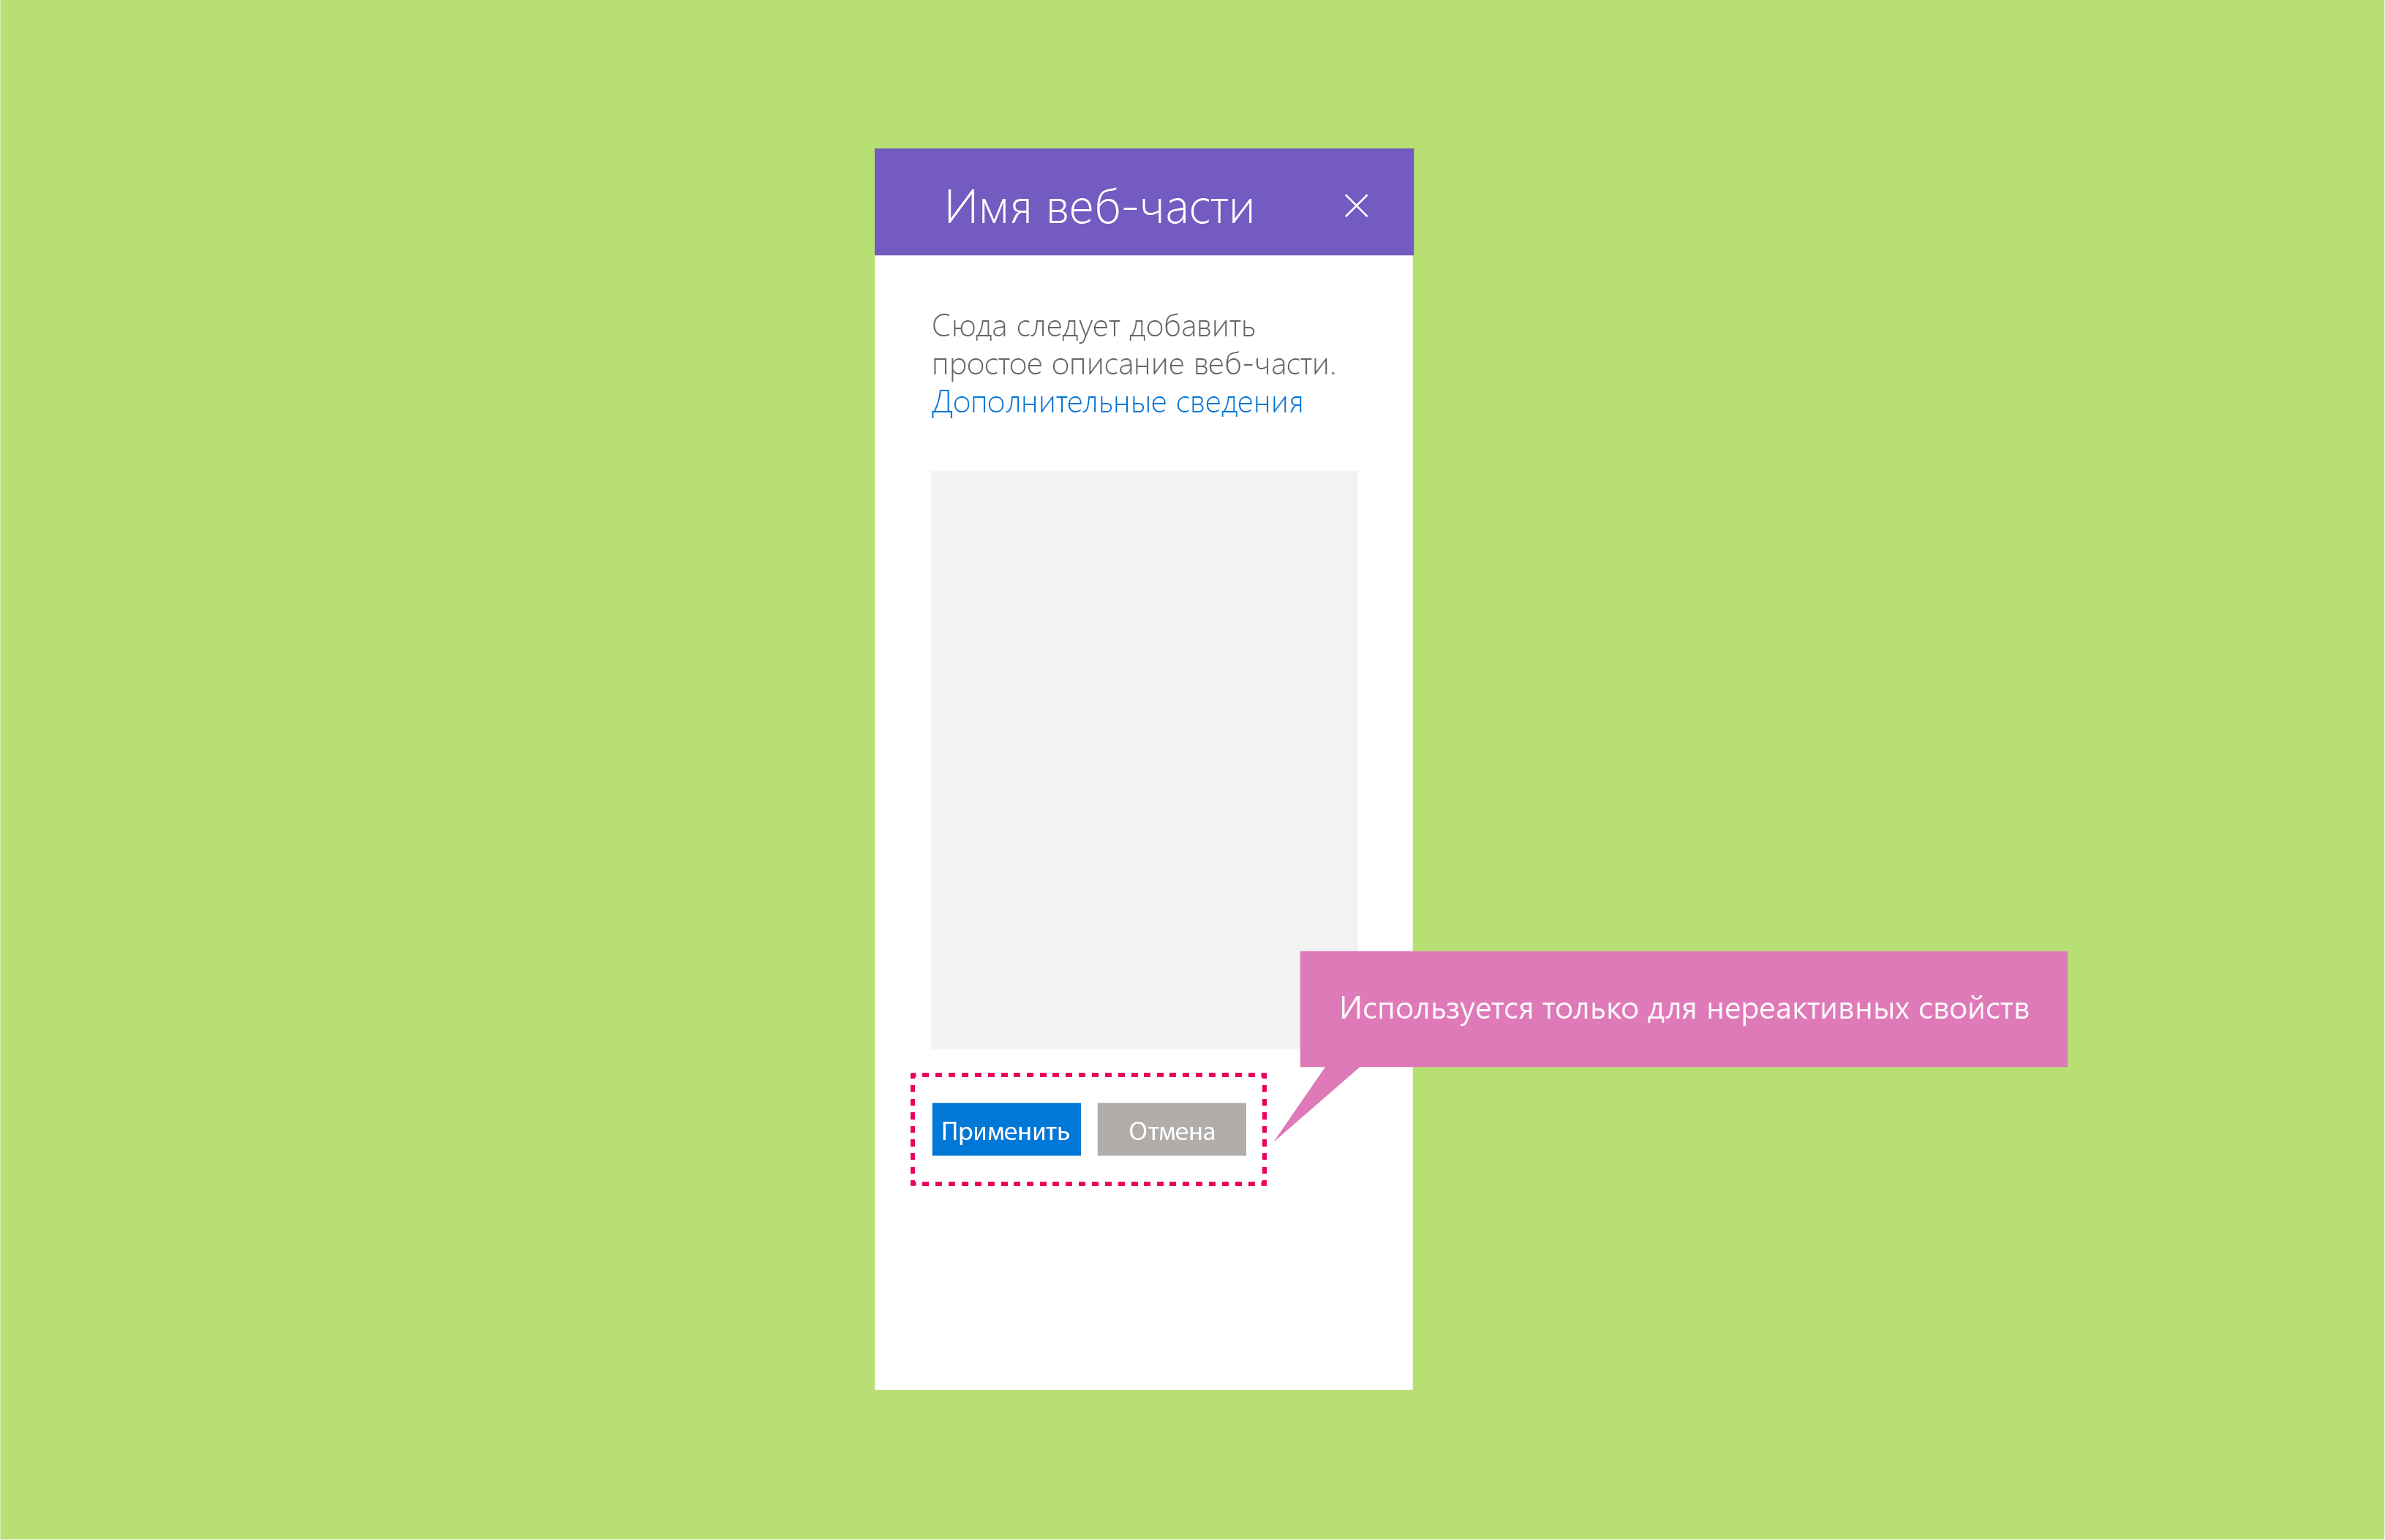 Имя веб-части
Сюда следует добавить
простое описание веб-части.
Дополнительные сведения
Используется только для нереактивных свойств
Применить
Отмена